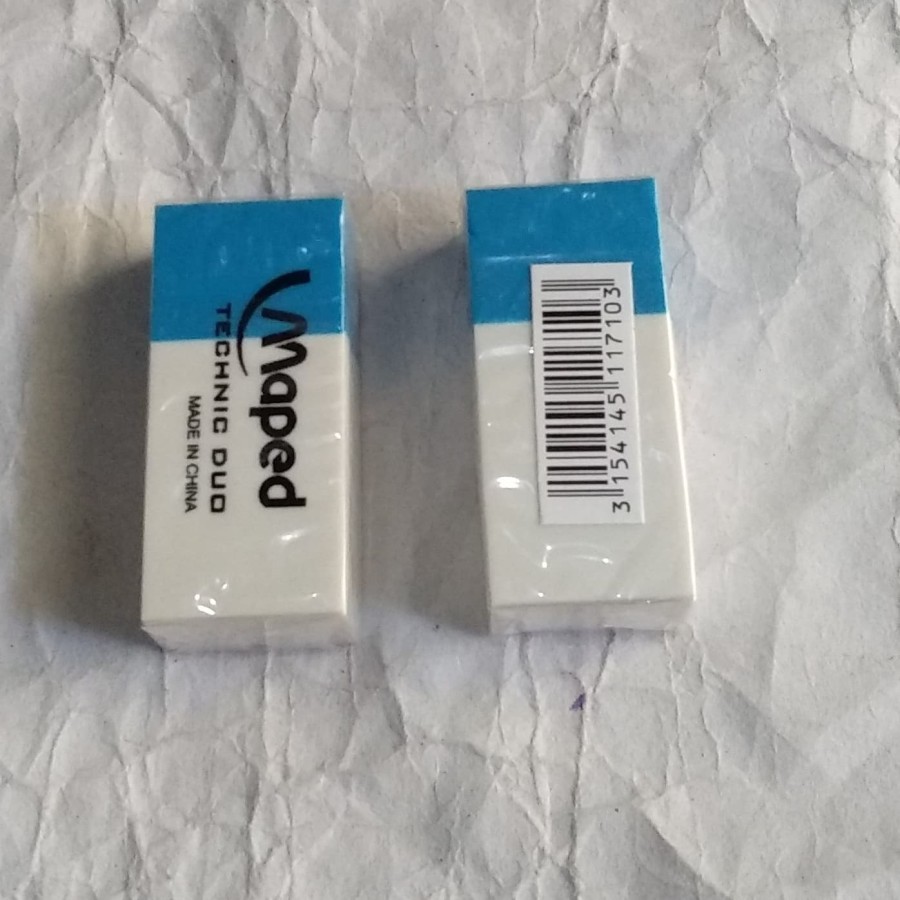 Maped
TECHNIC DUO
MADE IN CHINA
3 154145 117103